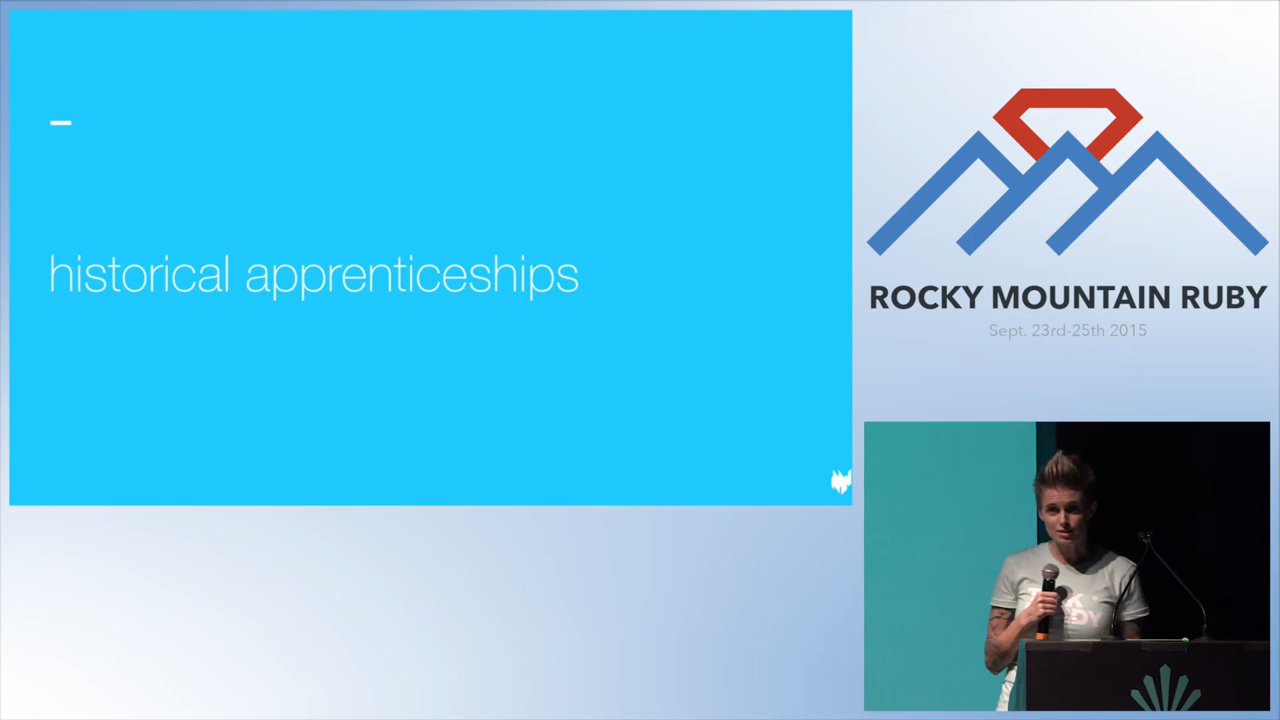 historical apprenticeships
ROCKY MOUNTAIN RUBY
Sept. 23rd-25th 2015